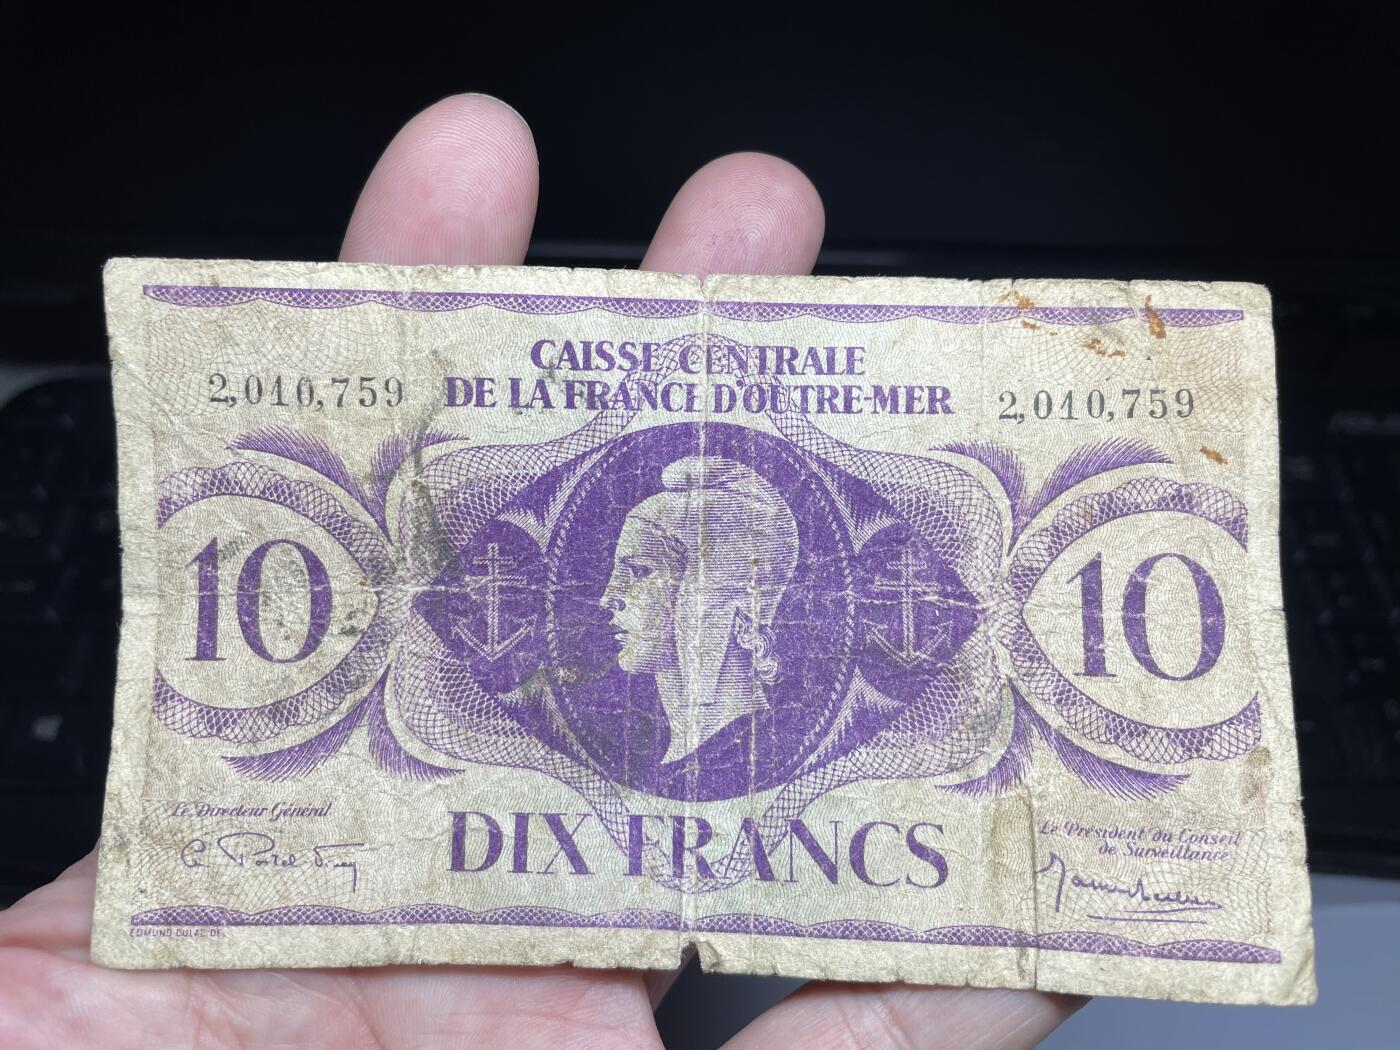 CAISSE CENTRALE
DE LA FRANCE D'OUTRE-MER
2,010,759
2,010,759
10
10
Le Directeur Général
Le Président du Conseil
de Surveillance
DIX FRANCS
EDMUND DULAC. DEL.